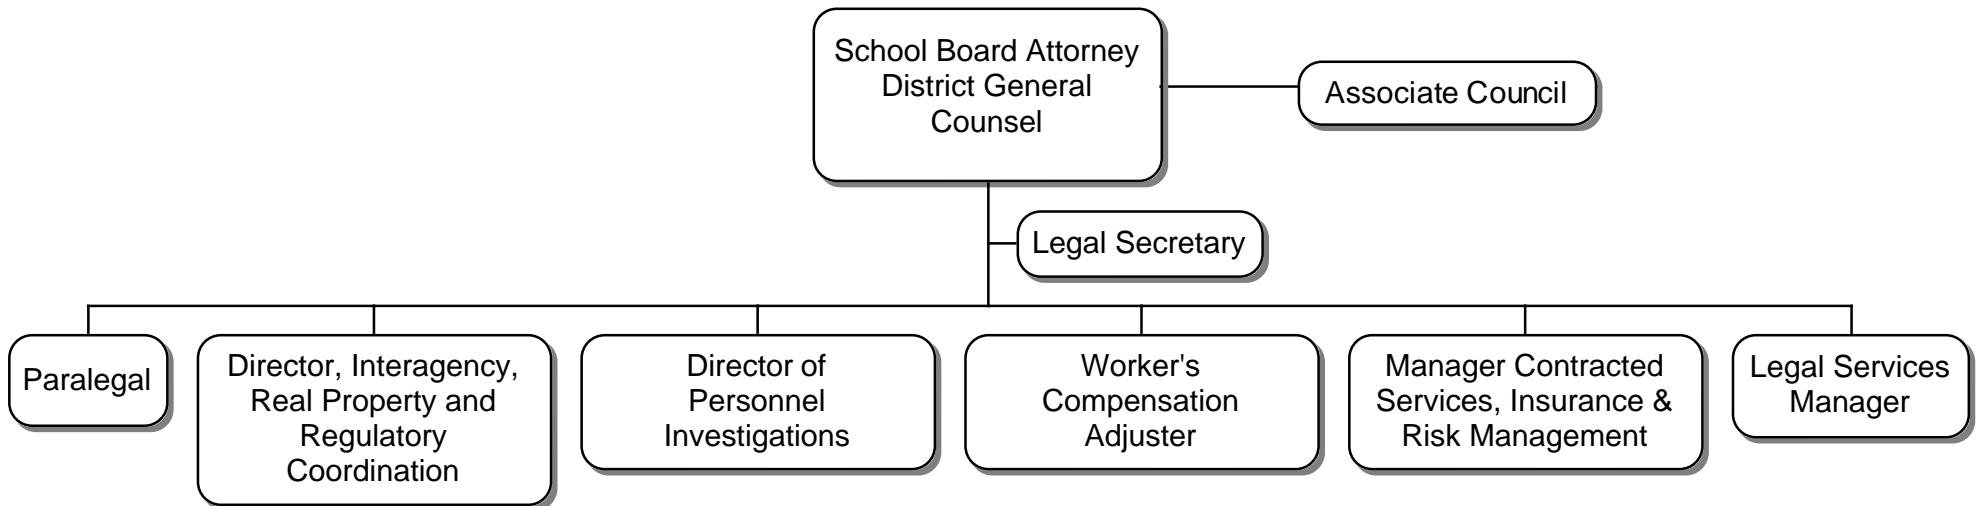 School Board Attorney
District General
Counsel
Associate Council
Legal Secretary
Paralegal
Director, Interagency,
Real Property and
Regulatory
Coordination
Director of
Personnel
Investigations
Worker's
Compensation
Adjuster
Manager Contracted
Services, Insurance &
Risk Management
Legal Services
Manager